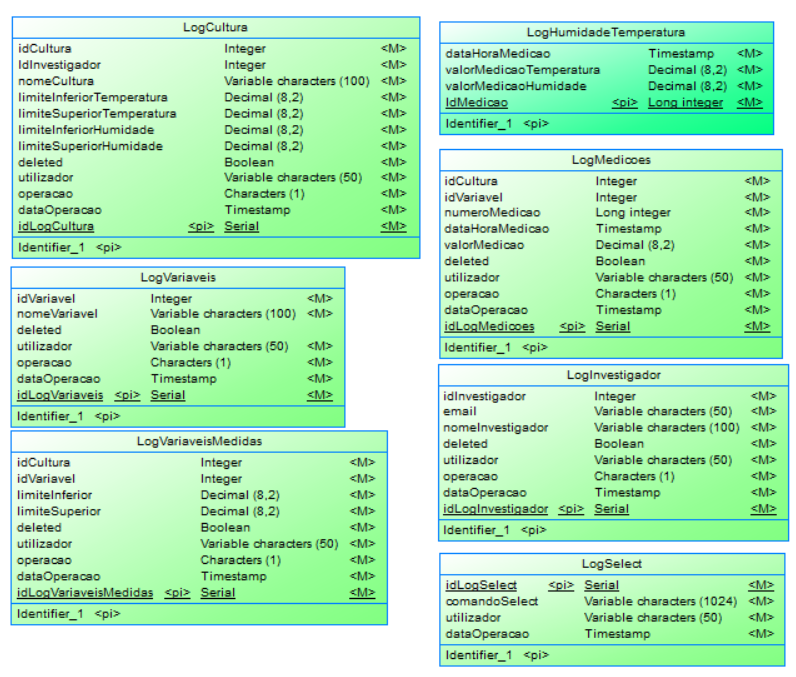 LogCultura
idCultura Integer <M>
IdInvestigador Integer <M>
nomeCultura Variable characters (100) <M>
limiteInferiorTemperatura Decimal (8,2) <M>
limiteSuperiorTemperatura Decimal (8,2) <M>
limiteInferiorHumidade Decimal (8,2) <M>
limiteSuperiorHumidade Decimal (8,2) <M>
deleted Boolean <M>
utilizador Variable characters (50) <M>
operacao Characters (1) <M>
dataOperacao Timestamp <M>
idLogCultura <pi> Serial <M>
Identifier_1 <pi>
LogVariaveis
idVariavel Integer <M>
nomeVariavel Variable characters (100) <M>
deleted Boolean
utilizador Variable characters (50) <M>
operacao Characters (1) <M>
dataOperacao Timestamp <M>
idLogVariaveis <pi> Serial <M>
Identifier_1 <pi>
LogVariaveisMedidas
idCultura Integer <M>
idVariavel Integer <M>
limiteInferior Decimal (8,2) <M>
limiteSuperior Decimal (8,2) <M>
deleted Boolean <M>
utilizador Variable characters (50) <M>
operacao Characters (1) <M>
dataOperacao Timestamp <M>
idLogVariaveisMedidas <pi> Serial <M>
Identifier_1 <pi>
LogHumidadeTemperatura
dataHoraMedicao Timestamp <M>
valorMedicaoTemperatura Decimal (8,2) <M>
valorMedicaoHumidade Decimal (8,2) <M>
IdMedicao <pi> Long integer <M>
Identifier_1 <pi>
LogMedicoes
idCultura Integer <M>
idVariavel Integer <M>
numeroMedicao Long integer <M>
dataHoraMedicao Timestamp <M>
valorMedicao Decimal (8,2) <M>
deleted Boolean <M>
utilizador Variable characters (50) <M>
operacao Characters (1) <M>
dataOperacao Timestamp <M>
idLogMedicoes <pi> Serial <M>
Identifier_1 <pi>
LogInvestigador
idInvestigador Integer <M>
email Variable characters (50) <M>
nomeInvestigador Variable characters (100) <M>
deleted Boolean <M>
utilizador Variable characters (50) <M>
operacao Characters (1) <M>
dataOperacao Timestamp <M>
idLogInvestigador <pi> Serial <M>
Identifier_1 <pi>
LogSelect
idLogSelect <pi> Serial <M>
comandoSelect Variable characters (1024) <M>
utilizador Variable characters (50) <M>
dataOperacao Timestamp <M>
Identifier_1 <pi>